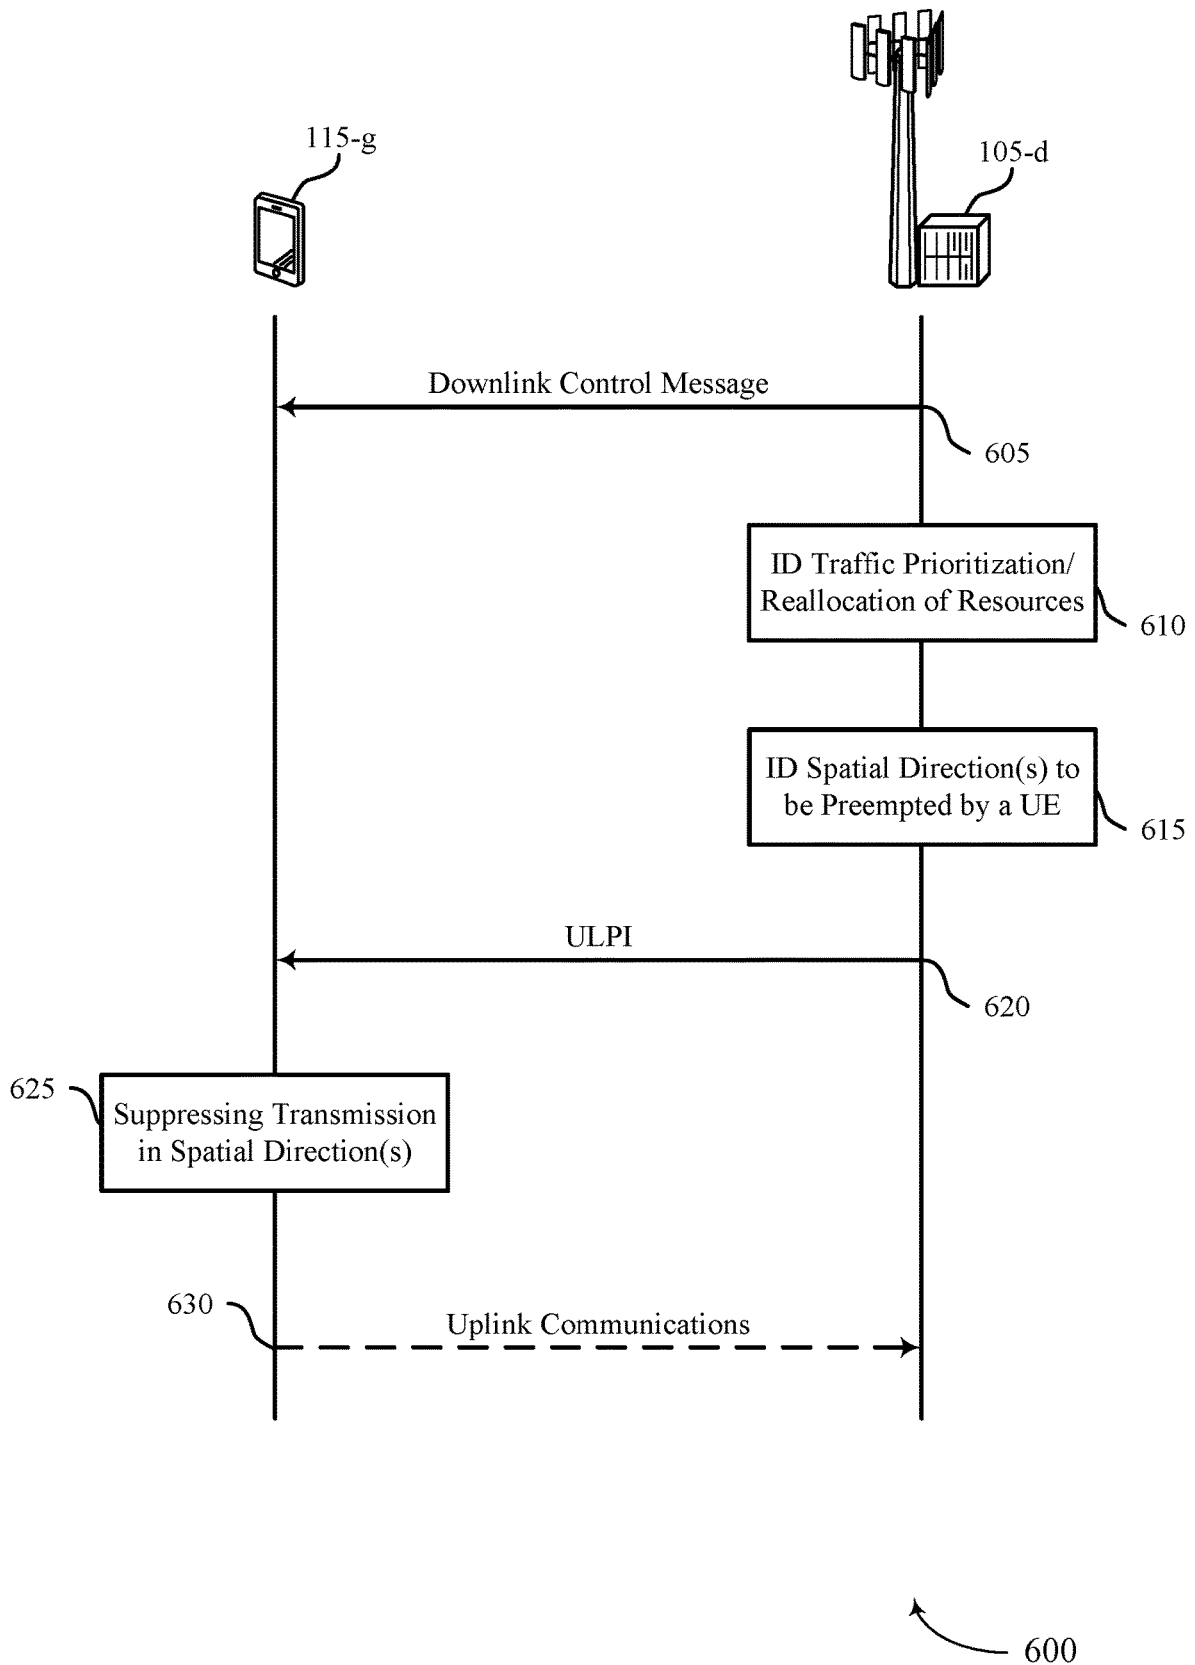 115-g
105-d
Downlink Control Message
605
ID Traffic Prioritization/
Reallocation of Resources
610
ID Spatial Direction(s) to
be Preempted by a UE
615
ULPI
620
625
Suppressing Transmission
in Spatial Direction(s)
630
Uplink Communications
600